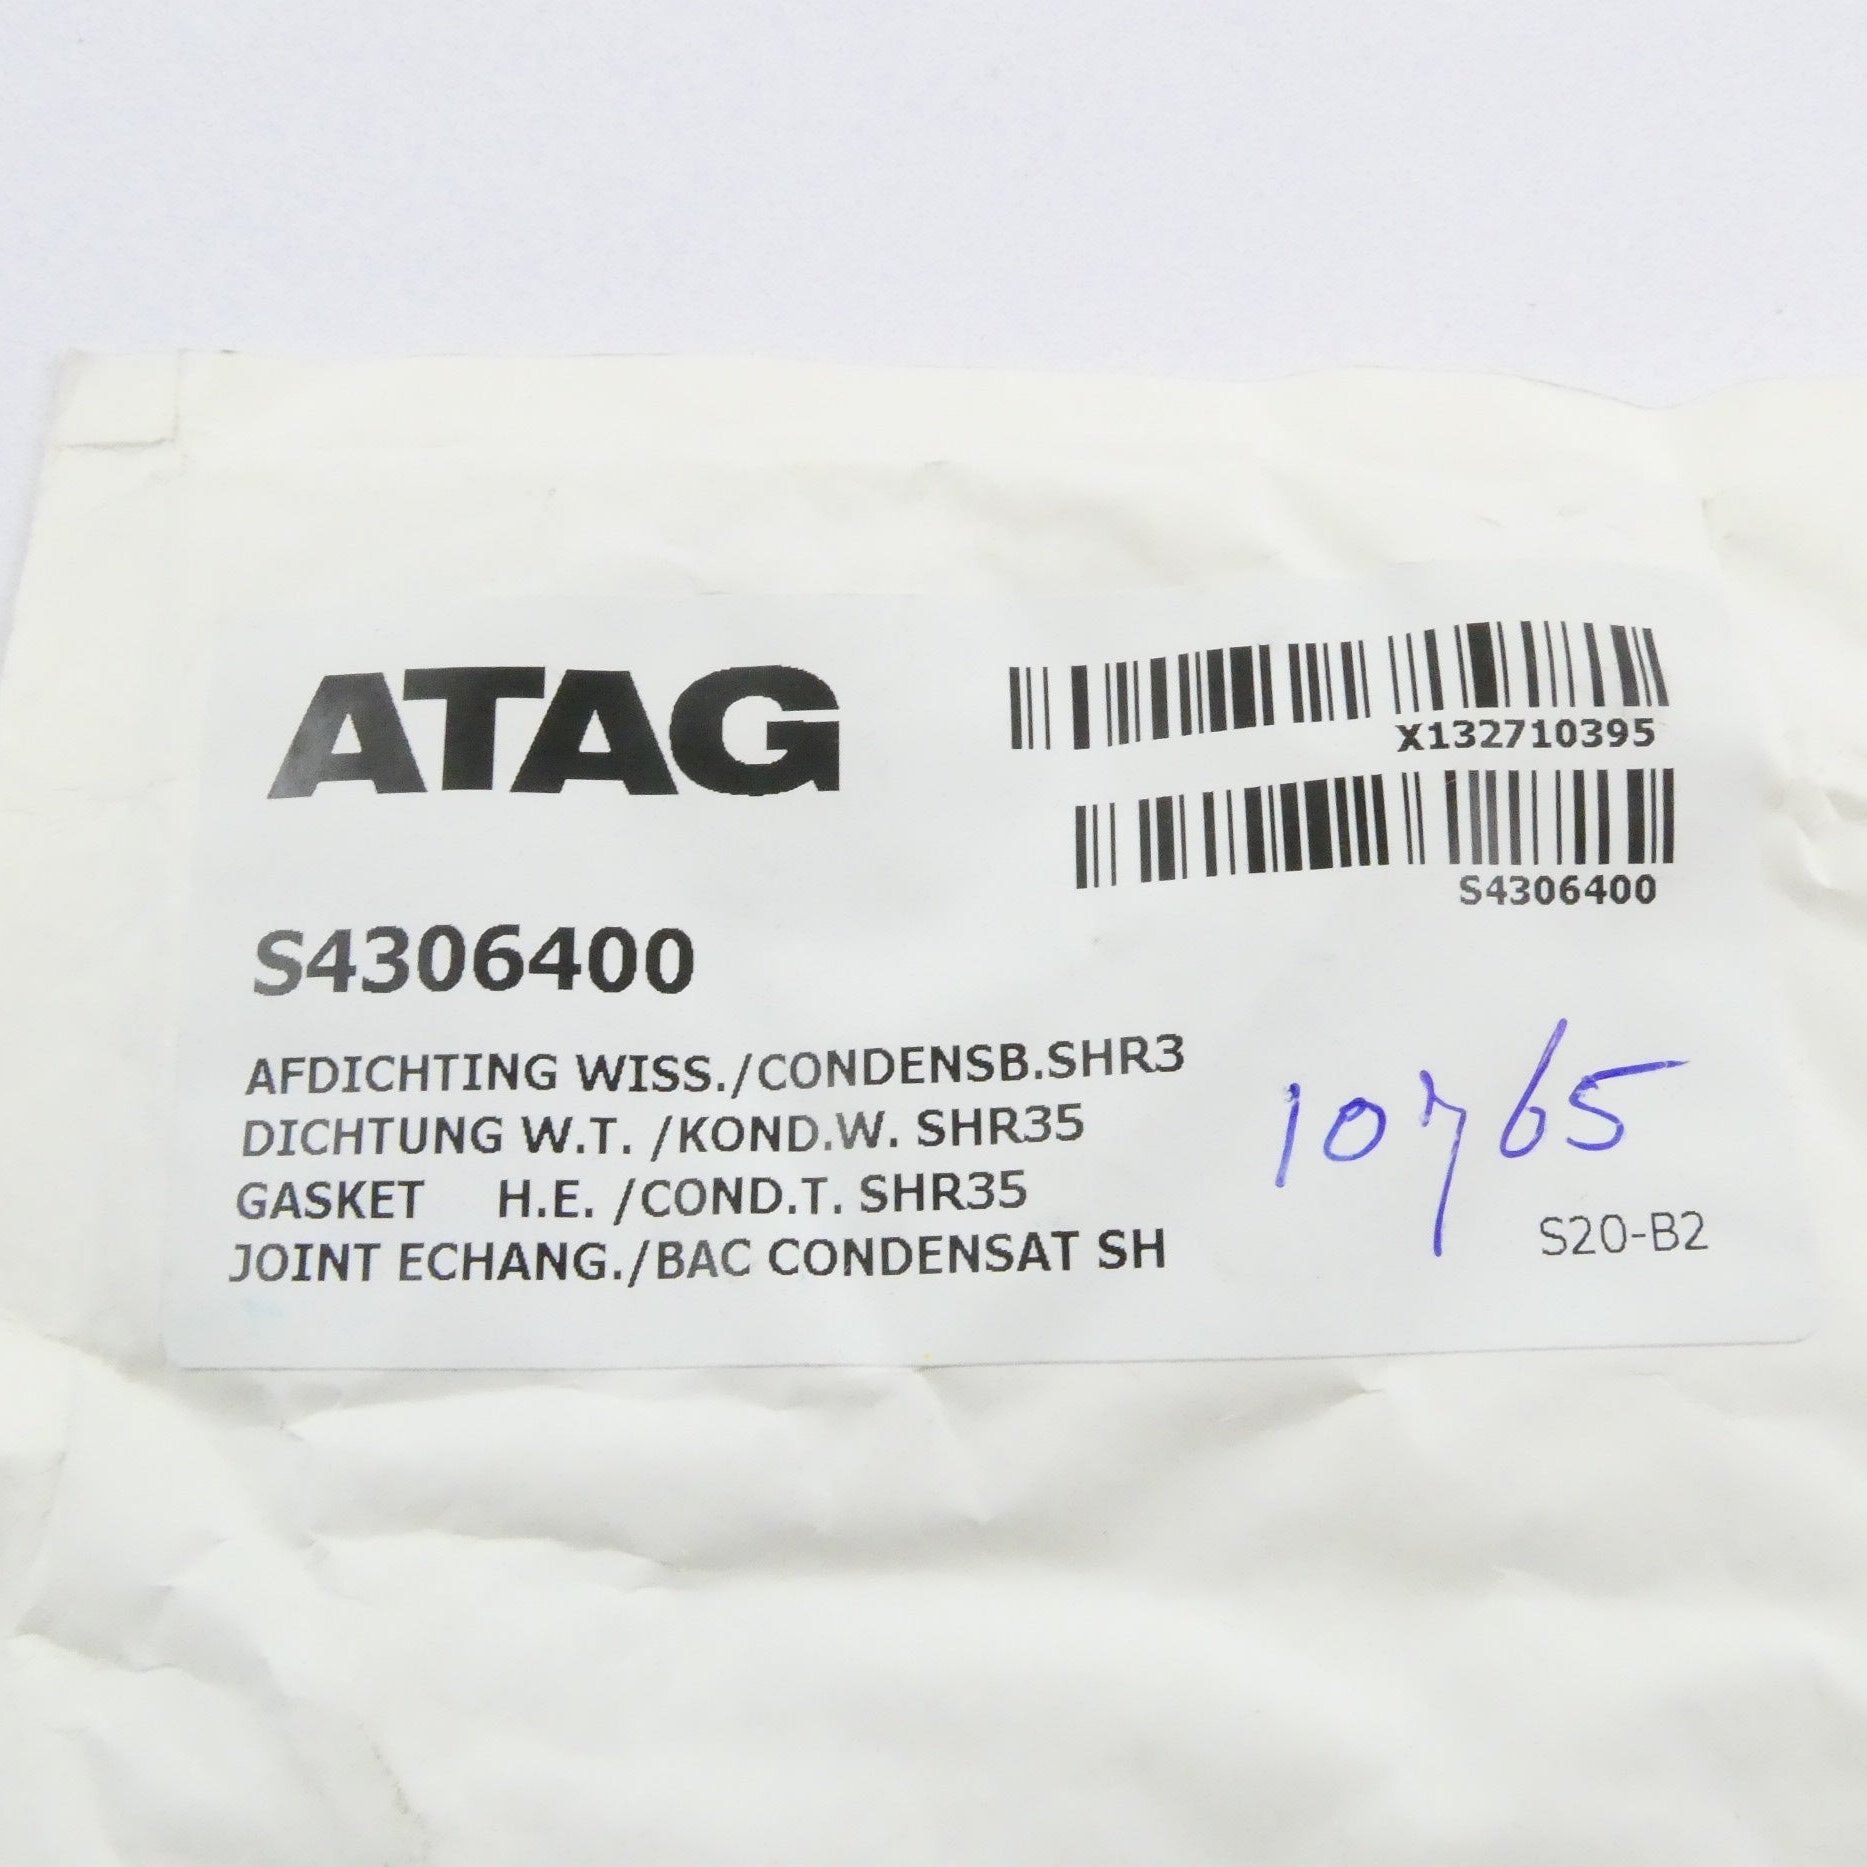 ATAG
X132710395
S4306400
S4306400
AFDICHTING WISS./CONDENSB.SHR3
DICHTUNG W.T. /KOND.W. SHR35
GASKET H.E. /COND.T. SHR35
JOINT ECHANG./BAC CONDENSAT SH
10765
S20-B2